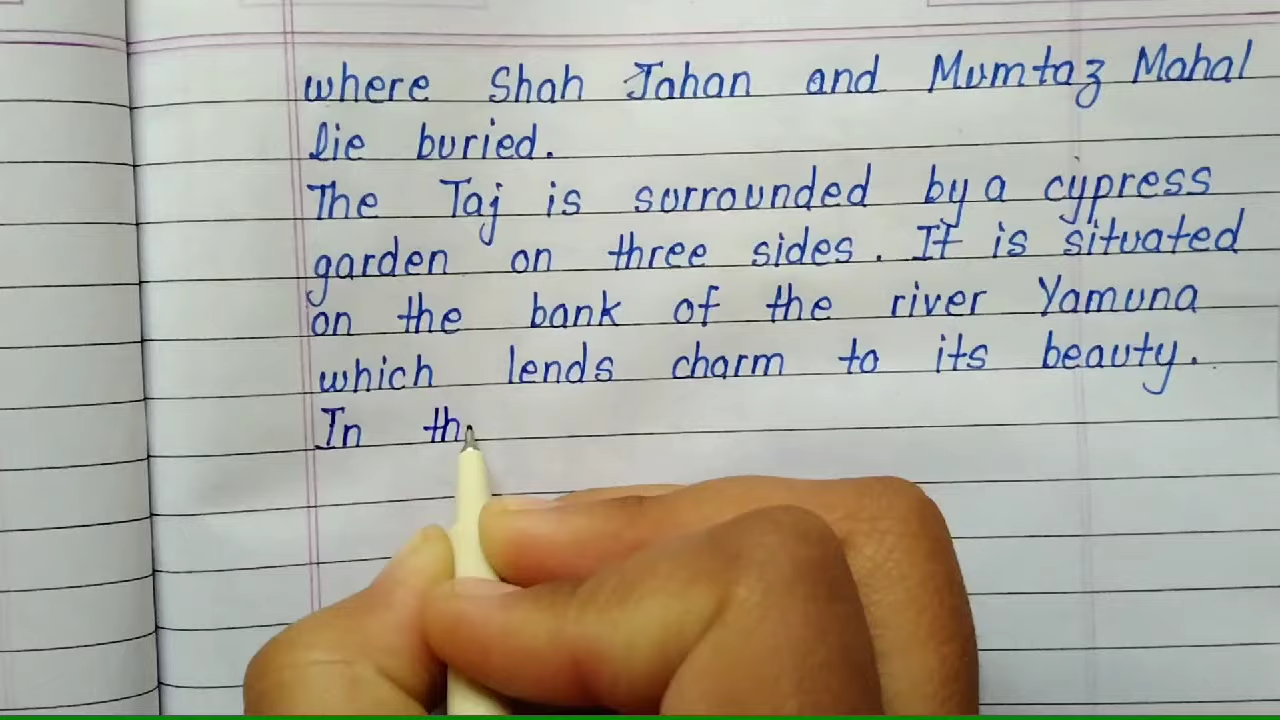 where Shah Jahan and Mumtaz Mahal
lie buried.
The Taj is surrounded by a cypress
garden on three sides. It is situated
on the bank of the river Yamuna
which lends charm to its beauty.
In th